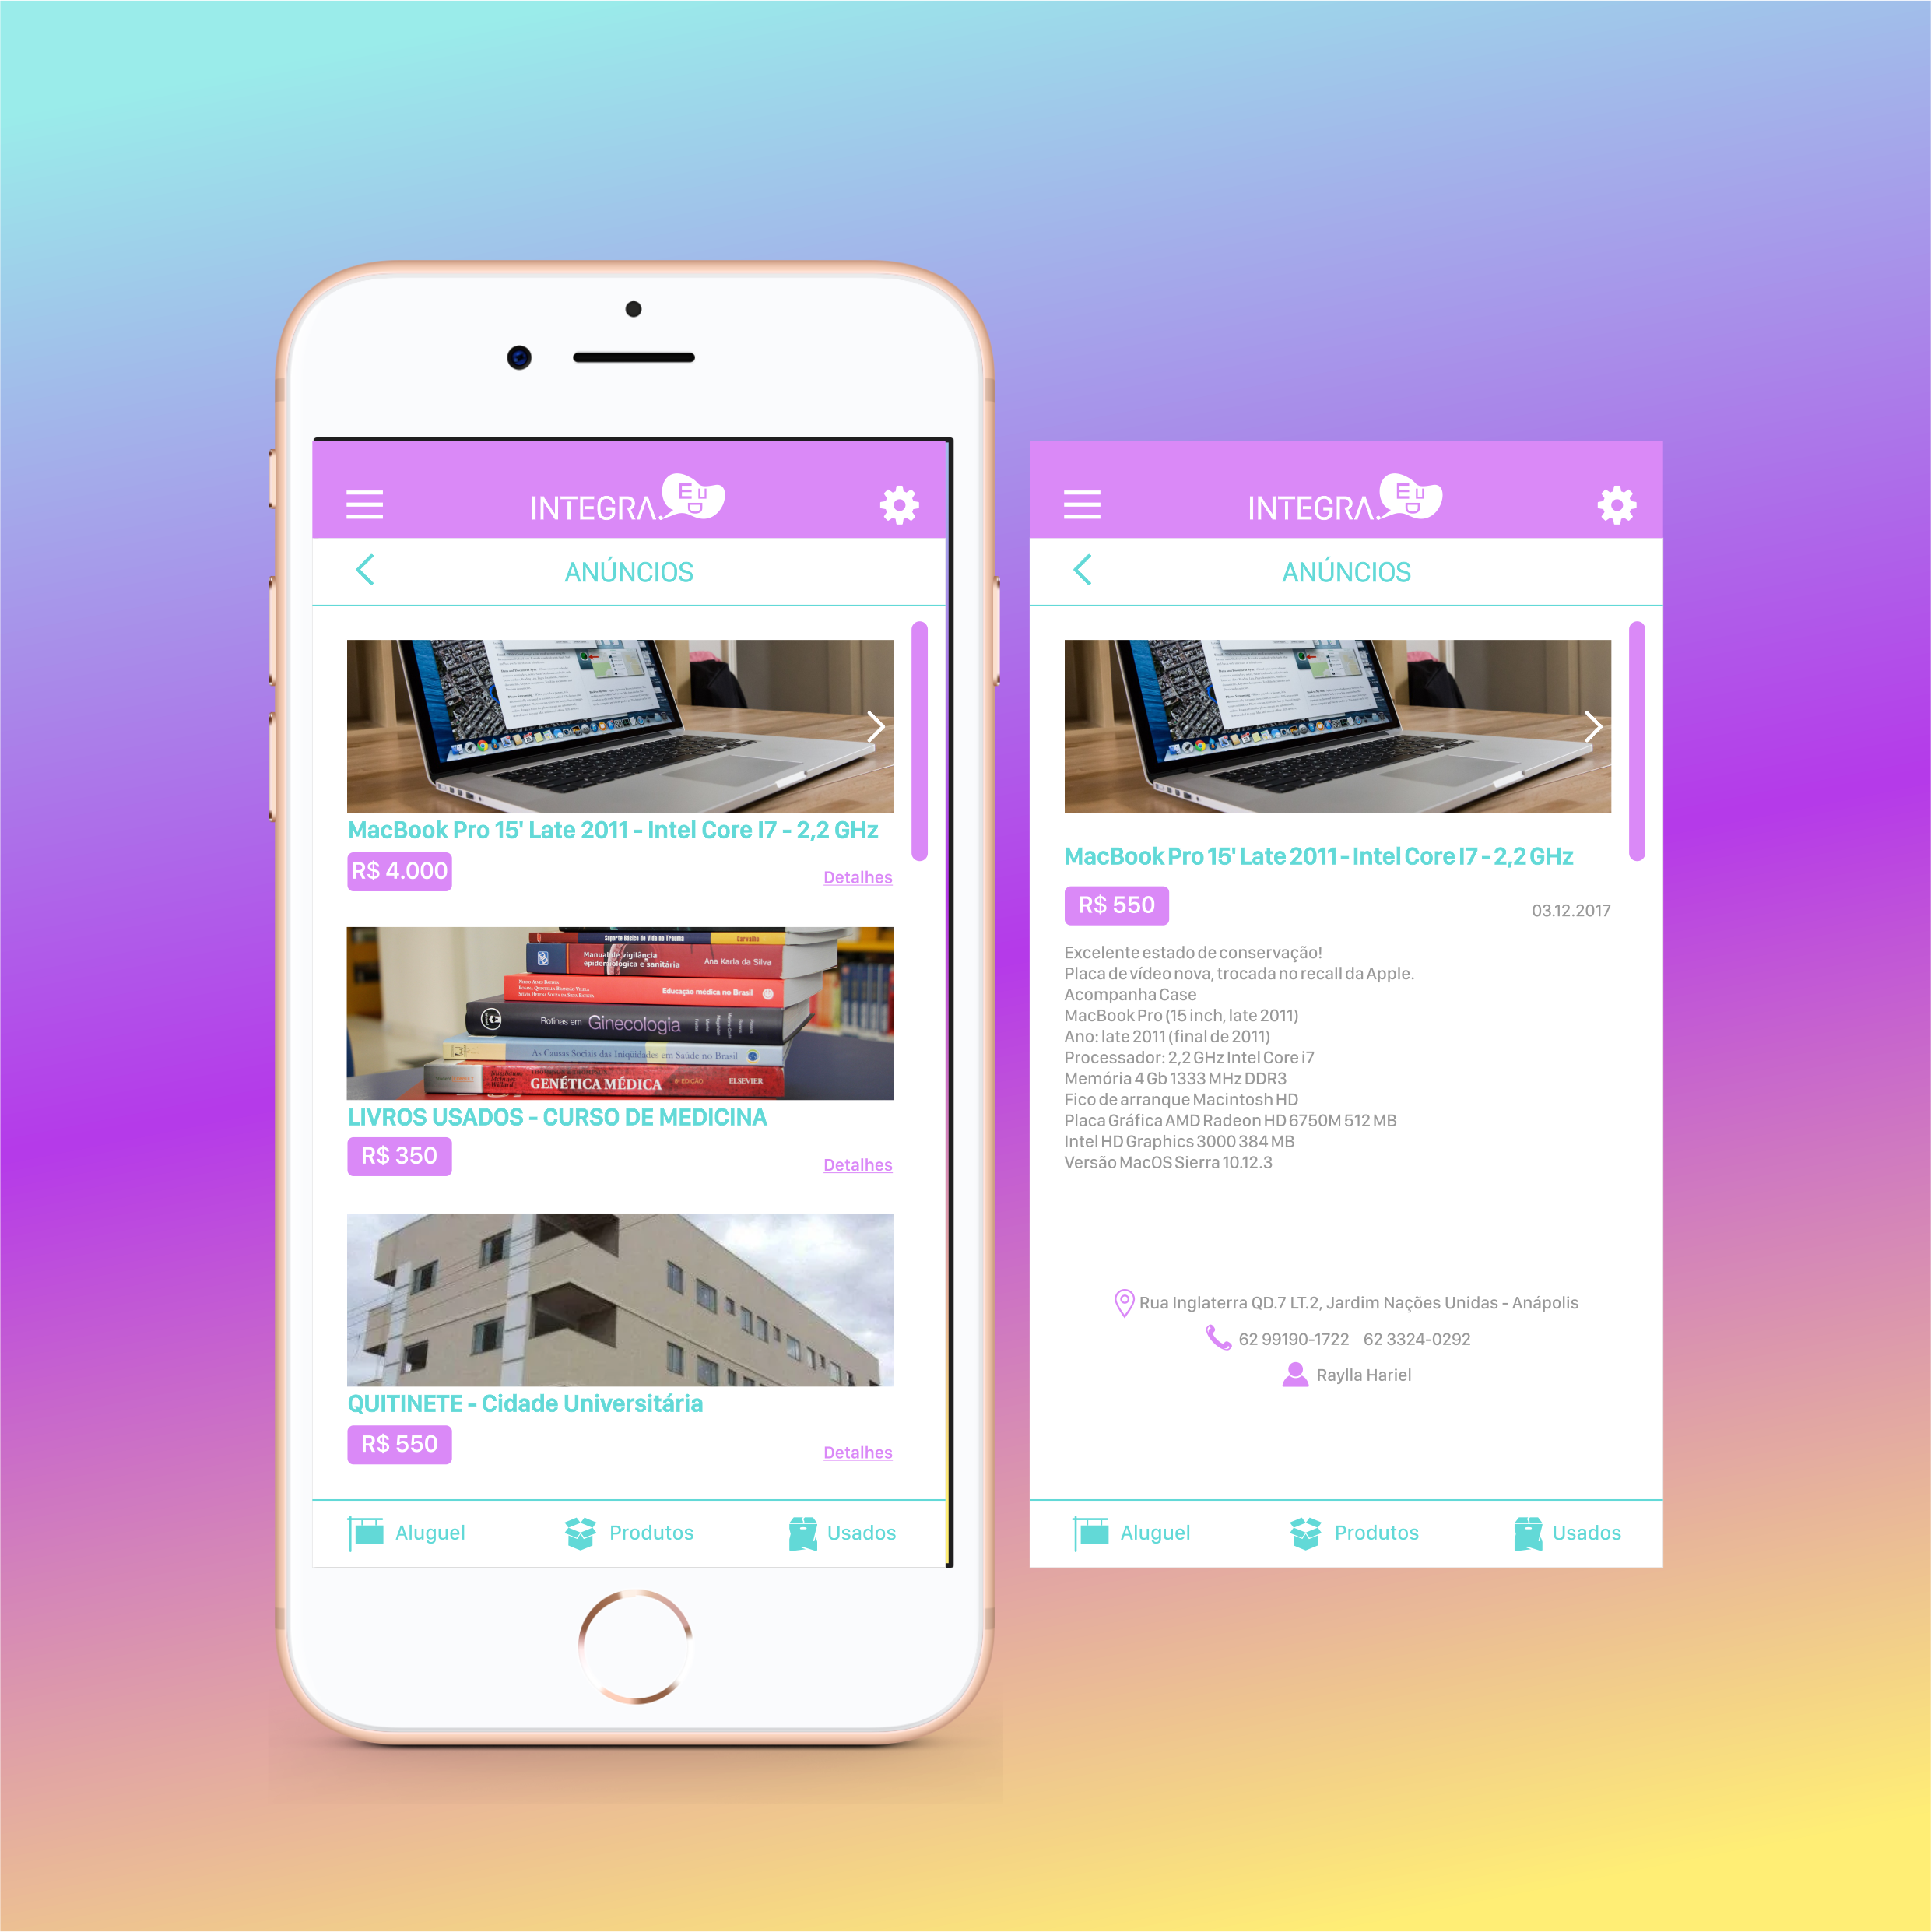 INTEGRA. EUD
ANÚNCIOS
MacBook Pro 15' Late 2011 - Intel Core I7 - 2,2 GHz
R$ 4.000
Detalhes
Suporte Básico de Vida no Trauma Carvalho
Manual de vigilância
epidemiológica e sanitária
Ana Karla da Silva
Educação médica no Brasil
Rotinas em Ginecologia
As Causas Sociais das Iniqüidades em Saúde no Brasil
GENÉTICA MÉDICA 8ª EDIÇÃO ELSEVIER
LIVROS USADOS - CURSO DE MEDICINA
R$ 350
Detalhes
QUITINETE - Cidade Universitária
R$ 550
Detalhes
Aluguel
Produtos
Usados
INTEGRA. EUD
ANÚNCIOS
MacBook Pro 15' Late 2011 - Intel Core I7 - 2,2 GHz
R$ 550
03.12.2017
Excelente estado de conservação!
Placa de vídeo nova, trocada no recall da Apple.
Acompanha Case
MacBook Pro (15 inch, late 2011)
Ano: late 2011 (final de 2011)
Processador: 2,2 GHz Intel Core i7
Memória 4 Gb 1333 MHz DDR3
Fico de arranque Macintosh HD
Placa Gráfica AMD Radeon HD 6750M 512 MB
Intel HD Graphics 3000 384 MB
Versão MacOS Sierra 10.12.3
Rua Inglaterra QD.7 LT.2, Jardim Nações Unidas - Anápolis
62 99190-1722 62 3324-0292
Raylla Hariel
Aluguel
Produtos
Usados